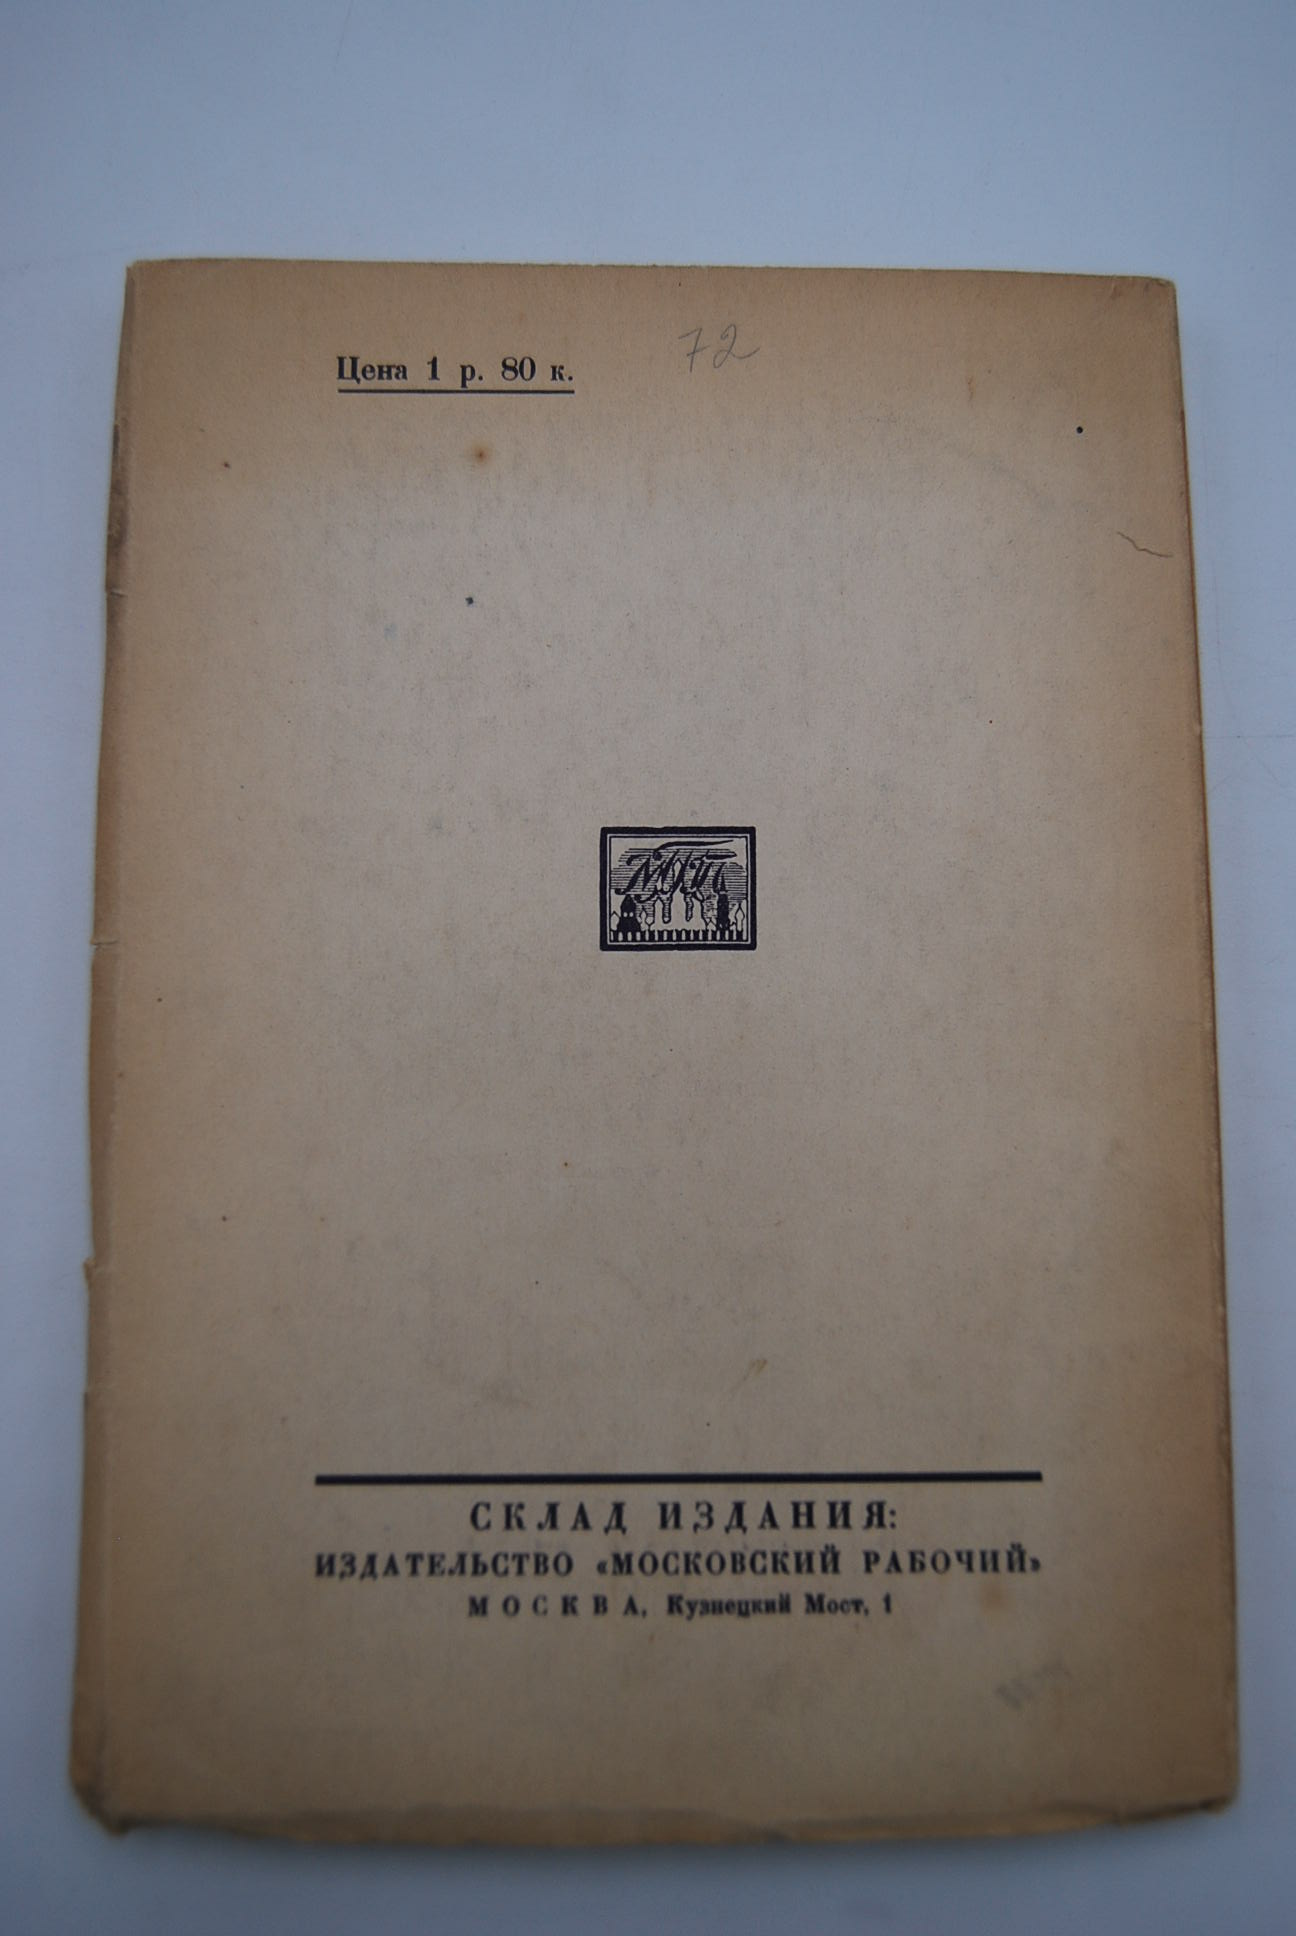 Цена 1 р. 80 к.
72
СКЛАД ИЗДАНИЯ:
ИЗДАТЕЛЬСТВО «МОСКОВСКИЙ РАБОЧИЙ»
МОСКВА, Кузнецкий Мост, 1